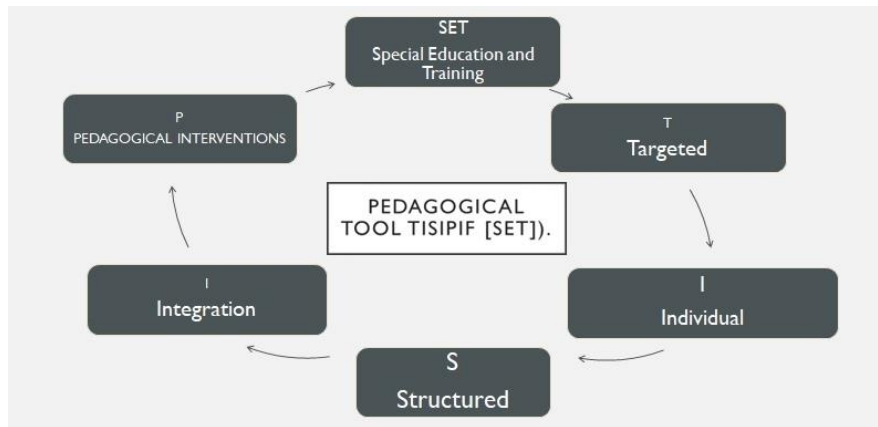 SET
Special Education and
Training
P
PEDAGOGICAL INTERVENTIONS
T
Targeted
PEDAGOGICAL
TOOL TISIPIF [SET]).
I
Integration
I
Individual
S
Structured